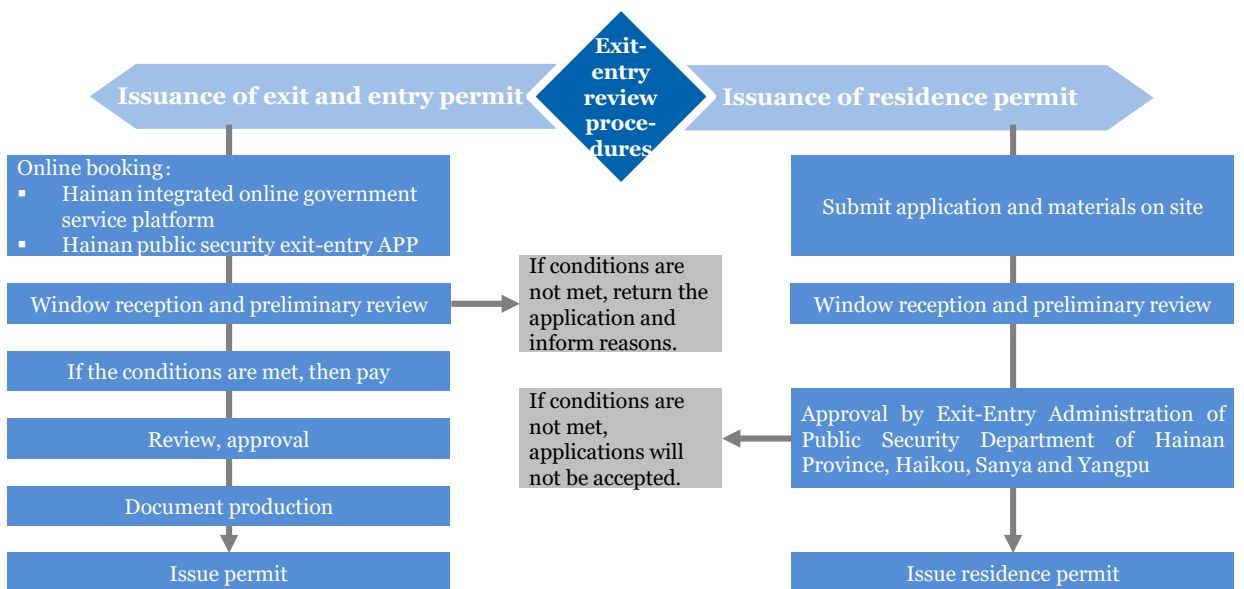 Exit-
entry
review
proce-
dures
Issuance of exit and entry permit
Online booking:
▪ Hainan integrated online government
service platform
▪ Hainan public security exit-entry APP
Window reception and preliminary review
If conditions are
not met, return the
application and
inform reasons.
If the conditions are met, then pay
Review, approval
Document production
Issue permit
Issuance of residence permit
Submit application and materials on site
Window reception and preliminary review
Approval by Exit-Entry Administration of
Public Security Department of Hainan
Province, Haikou, Sanya and Yangpu
If conditions are
not met,
applications will
not be accepted.
Issue residence permit